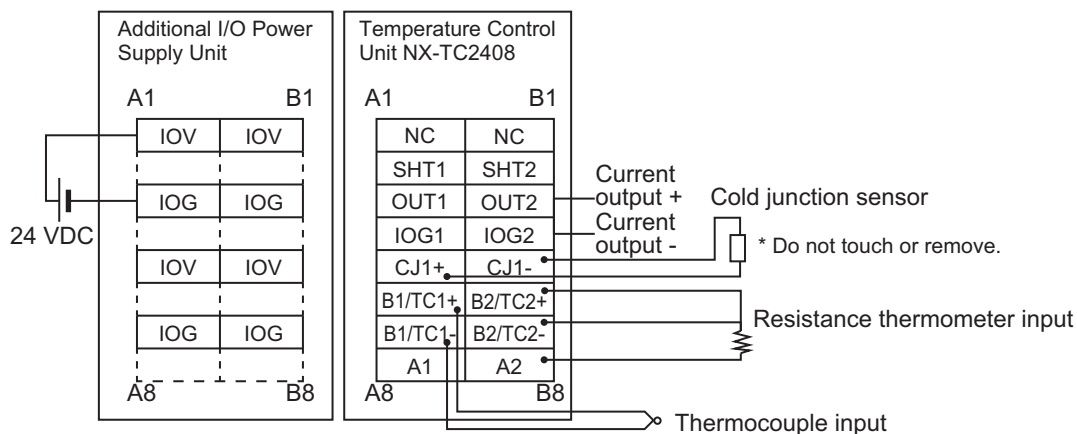 Additional I/O Power
Supply Unit
A1 B1
IOV IOV
IOG IOG
IOV IOV
IOG IOG
A8 B8
24 VDC
Temperature Control
Unit NX-TC2408
A1 B1
NC NC
SHT1 SHT2
OUT1 OUT2
IOG1 IOG2
CJ1+ CJ1-
B1/TC1+ B2/TC2+
B1/TC1- B2/TC2-
A1 A2
A8 B8
Current
output +
Current
output -
Cold junction sensor
* Do not touch or remove.
Resistance thermometer input
Thermocouple input